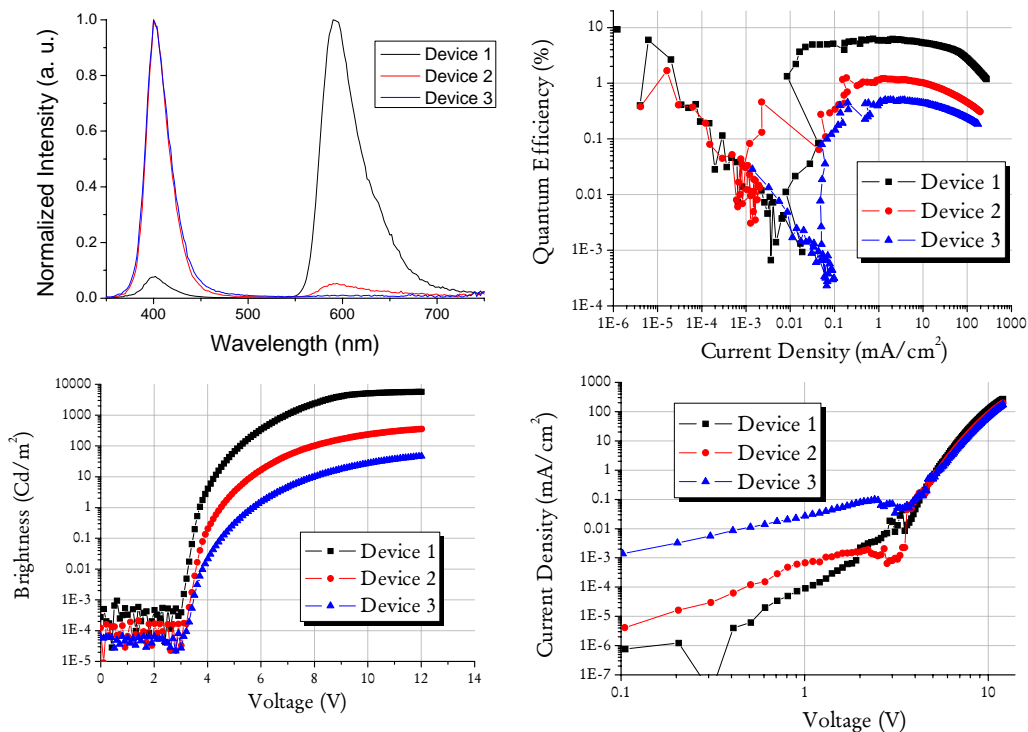 Normalized Intensity (a. u.)
1.0
0.8
0.6
0.4
0.2
0.0
400
500
600
700
Wavelength (nm)
Device 1
Device 2
Device 3
Quantum Efficiency (%)
10
1
0.1
0.01
1E-3
1E-4
1E-6
1E-5
1E-4
1E-3
0.01
0.1
1
10
100
1000
Current Density (mA/cm²)
Device 1
Device 2
Device 3
Brightness (Cd/m²)
10000
1000
100
10
1
0.1
0.01
1E-3
1E-4
1E-5
0
2
4
6
8
10
12
14
Voltage (V)
Device 1
Device 2
Device 3
Current Density (mA/cm²)
1000
100
10
1
0.1
0.01
1E-3
1E-4
1E-5
1E-6
1E-7
0.1
1
10
Voltage (V)
Device 1
Device 2
Device 3